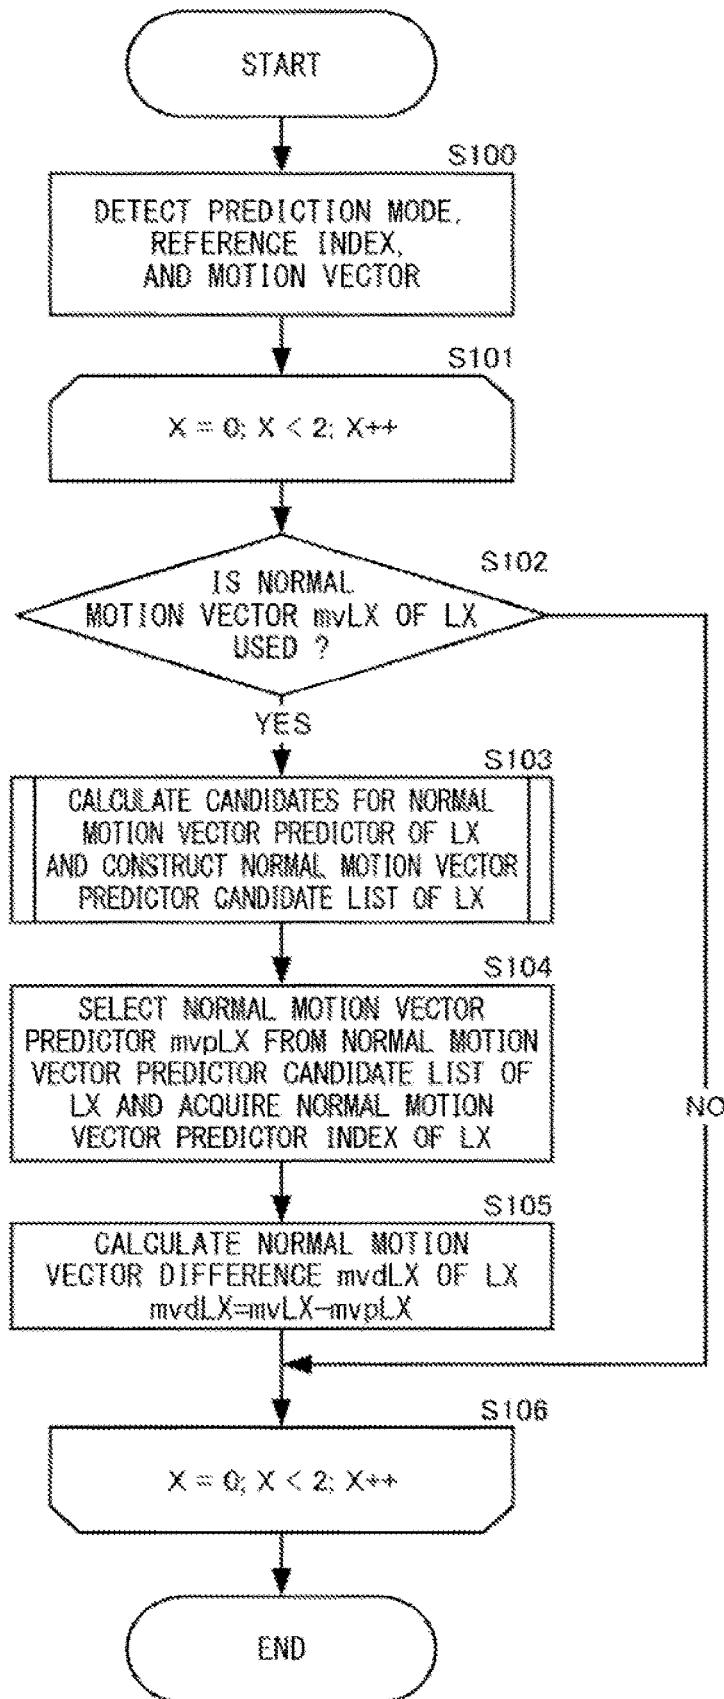 START
S100
DETECT PREDICTION MODE,
REFERENCE INDEX,
AND MOTION VECTOR
S101
X = 0; X < 2; X++
S102
IS NORMAL
MOTION VECTOR mvLX OF LX
USED ?
YES
S103
CALCULATE CANDIDATES FOR NORMAL
MOTION VECTOR PREDICTOR OF LX
AND CONSTRUCT NORMAL MOTION VECTOR
PREDICTOR CANDIDATE LIST OF LX
S104
SELECT NORMAL MOTION VECTOR
PREDICTOR mvpLX FROM NORMAL MOTION
VECTOR PREDICTOR CANDIDATE LIST OF
LX AND ACQUIRE NORMAL MOTION
VECTOR PREDICTOR INDEX OF LX
NO
S105
CALCULATE NORMAL MOTION
VECTOR DIFFERENCE mvdLX OF LX
mvdLX=mvLX-mvpLX
S106
X = 0; X < 2; X++
END